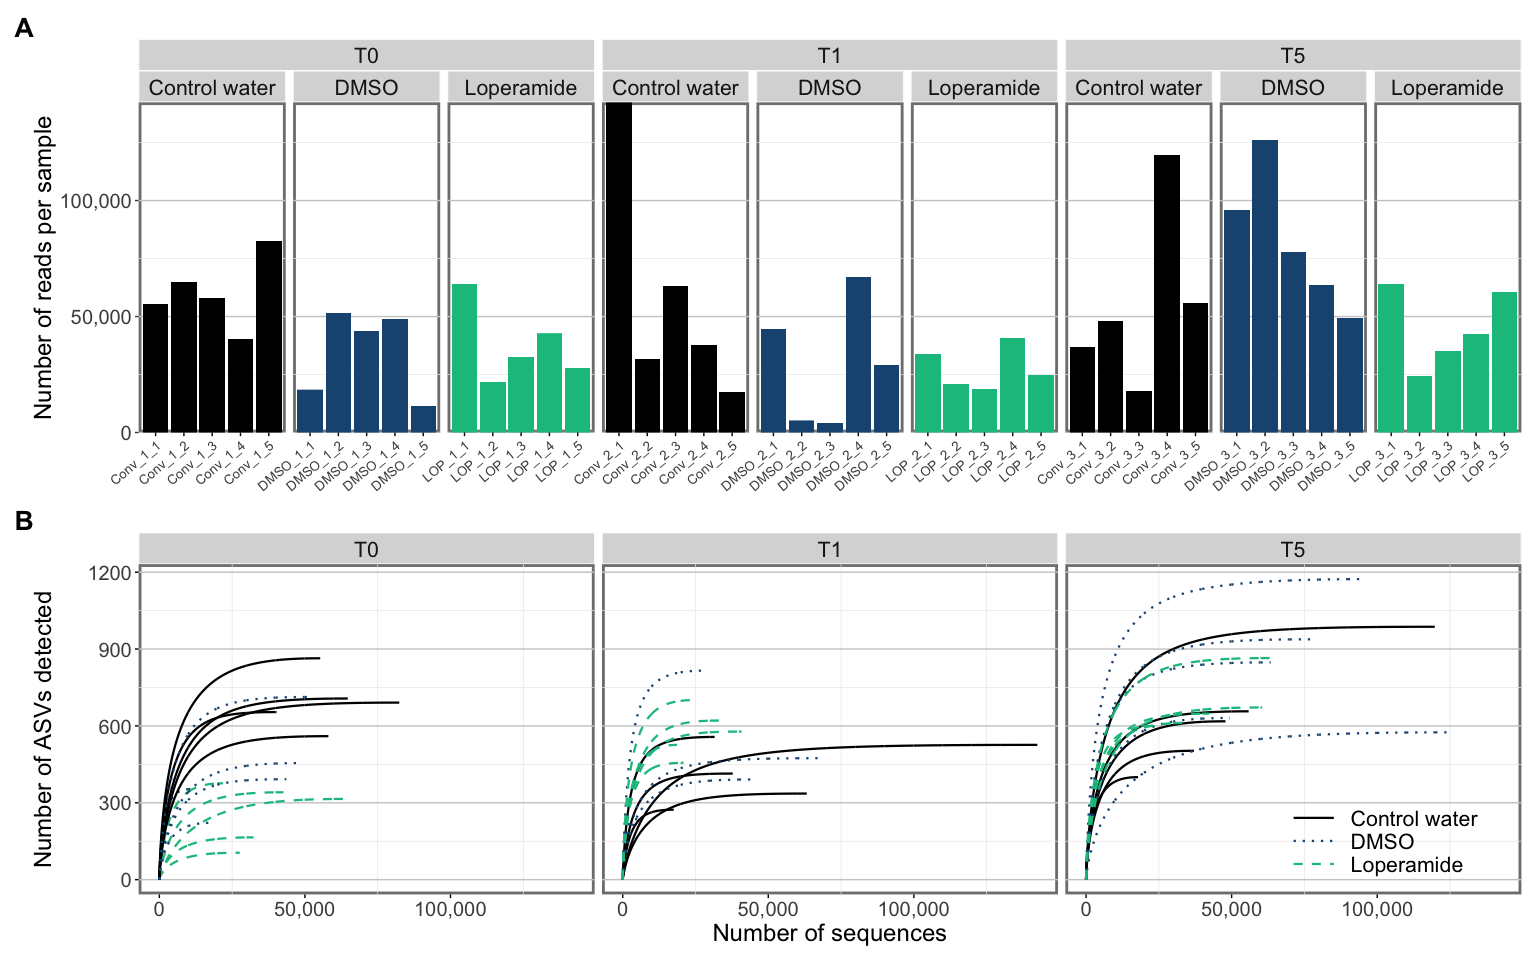 A
T0 T1 T5
Control water DMSO Loperamide Control water DMSO Loperamide Control water DMSO Loperamide
Number of reads per sample
100,000
50,000
0
Conv_1_1 Conv_1_2 Conv_1_3 Conv_1_4 Conv_1_5 DMSO_1_1 DMSO_1_2 DMSO_1_3 DMSO_1_4 DMSO_1_5 LOP_1_1 LOP_1_2 LOP_1_3 LOP_1_4 LOP_1_5 Conv_2_1 Conv_2_2 Conv_2_3 Conv_2_4 Conv_2_5 DMSO_2_1 DMSO_2_2 DMSO_2_3 DMSO_2_4 DMSO_2_5 LOP_2_1 LOP_2_2 LOP_2_3 LOP_2_4 LOP_2_5 Conv_3_1 Conv_3_2 Conv_3_3 Conv_3_4 Conv_3_5 DMSO_3_1 DMSO_3_2 DMSO_3_3 DMSO_3_4 DMSO_3_5 LOP_3_1 LOP_3_2 LOP_3_3 LOP_3_4 LOP_3_5
B
T0 T1 T5
Number of ASVs detected
1200
900
600
300
0
Control water
DMSO
Loperamide
0 50,000 100,000 0 50,000 100,000 0 50,000 100,000
Number of sequences